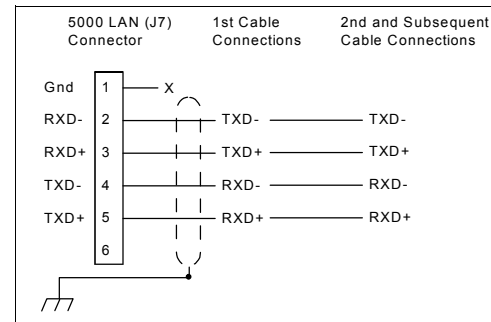 5000 LAN (J7) 1st Cable 2nd and Subsequent
Connector Connections Cable Connections
Gnd 1 X
RXD- 2 TXD- TXD-
RXD+ 3 TXD+ TXD+
TXD- 4 RXD- RXD-
TXD+ 5 RXD+ RXD+
6